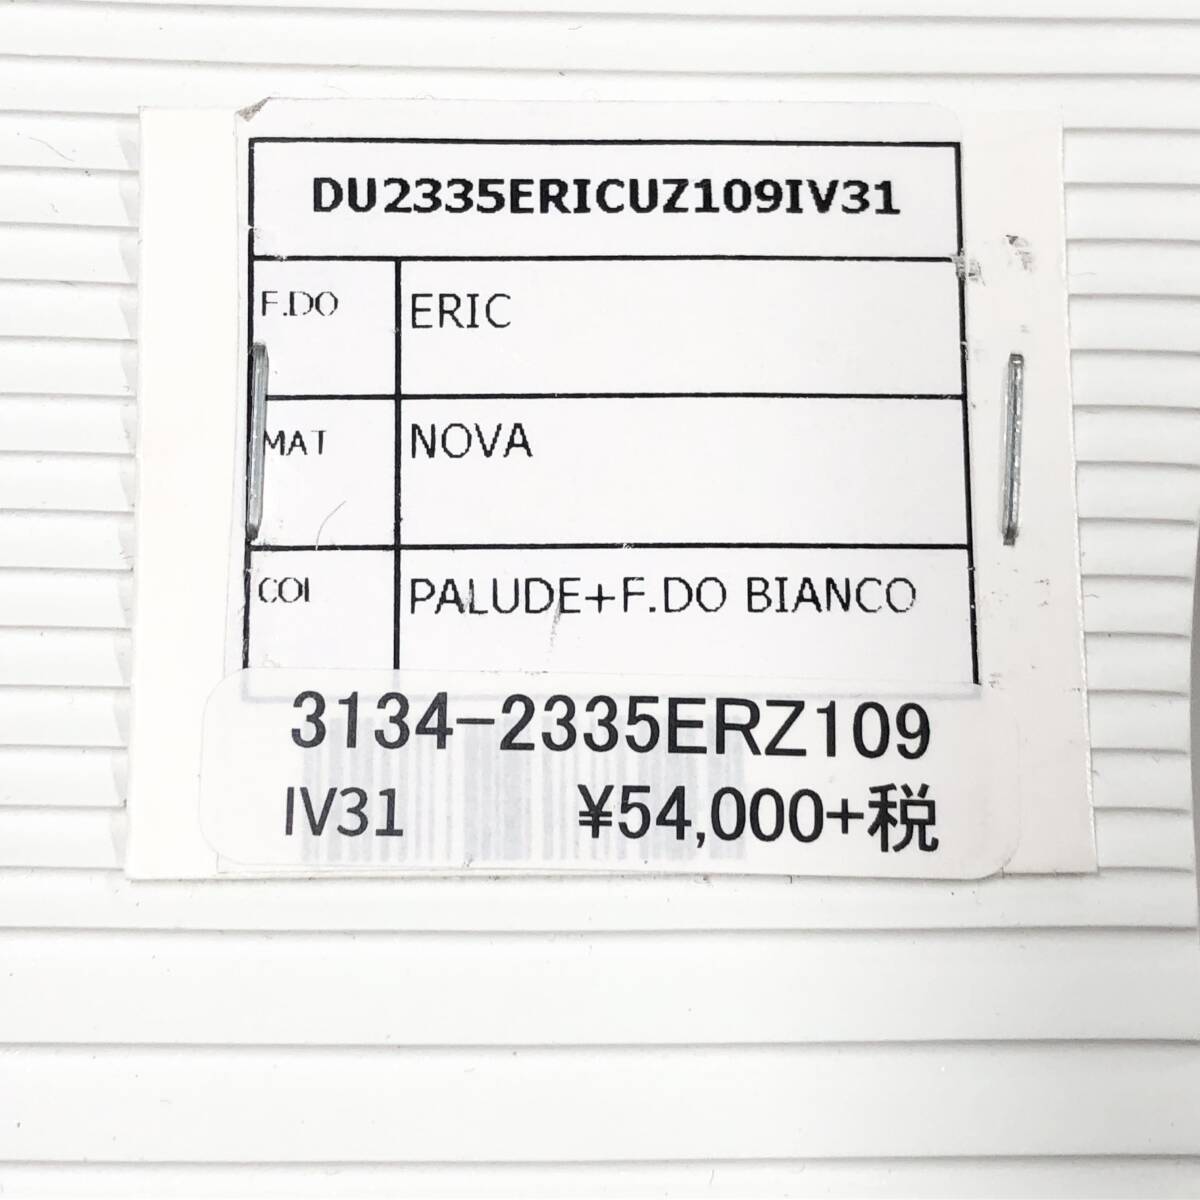 DU2335ERICUZ109IV31
F.DO ERIC
MAT NOVA
COL PALUDE+F.DO BIANCO
3134-2335ERZ109
IV31 ¥54,000+税